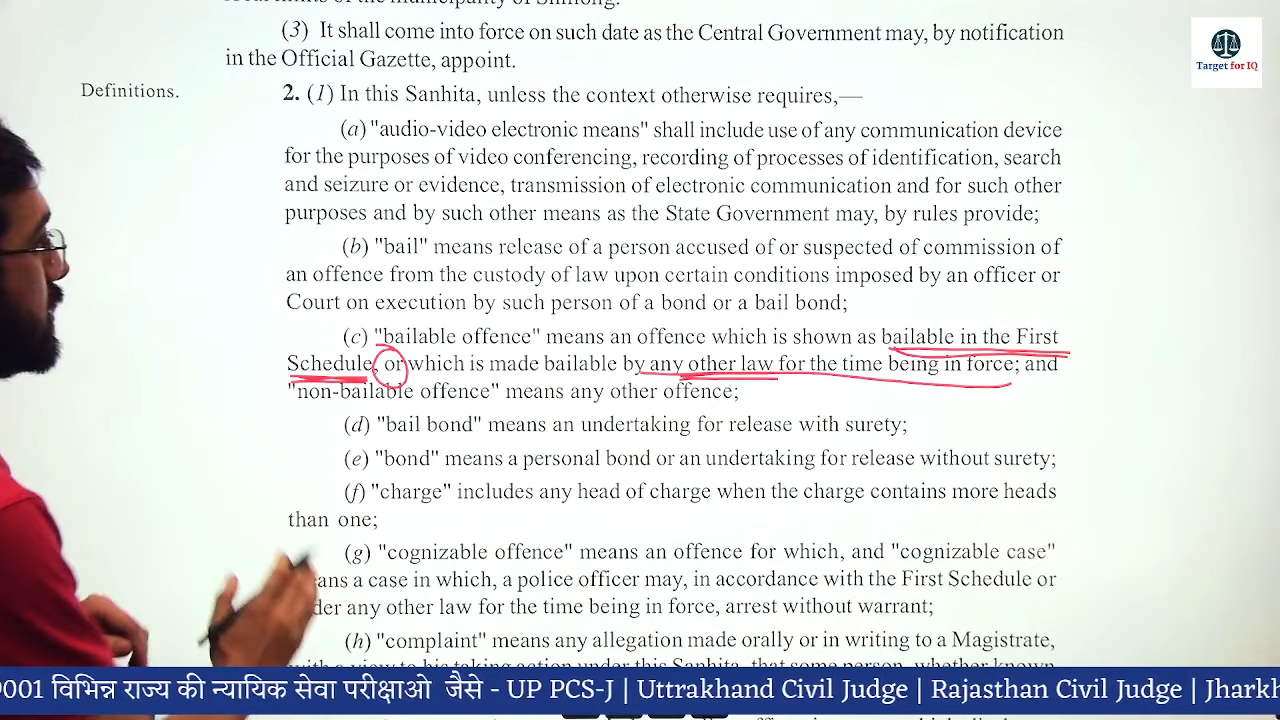 (3) It shall come into force on such date as the Central Government may, by notification
in the Official Gazette, appoint.
Target for IQ
Definitions.
2. (1) In this Sanhita, unless the context otherwise requires,—
(a) "audio-video electronic means" shall include use of any communication device
for the purposes of video conferencing, recording of processes of identification, search
and seizure or evidence, transmission of electronic communication and for such other
purposes and by such other means as the State Government may, by rules provide;
(b) "bail" means release of a person accused of or suspected of commission of
an offence from the custody of law upon certain conditions imposed by an officer or
Court on execution by such person of a bond or a bail bond;
(c) "bailable offence" means an offence which is shown as bailable in the First
Schedule, or which is made bailable by any other law for the time being in force; and
"non-bailable offence" means any other offence;
(d) "bail bond" means an undertaking for release with surety;
(e) "bond" means a personal bond or an undertaking for release without surety;
(f) "charge" includes any head of charge when the charge contains more heads
than one;
(g) "cognizable offence" means an offence for which, and "cognizable case"
a case in which, a police officer may, in accordance with the First Schedule or
any other law for the time being in force, arrest without warrant;
(h) "complaint" means any allegation made orally or in writing to a Magistrate,
9001 विभिन्न राज्य की न्यायिक सेवा परीक्षाओ जैसे - UP PCS-J | Uttrakhand Civil Judge | Rajasthan Civil Judge | Jharkh